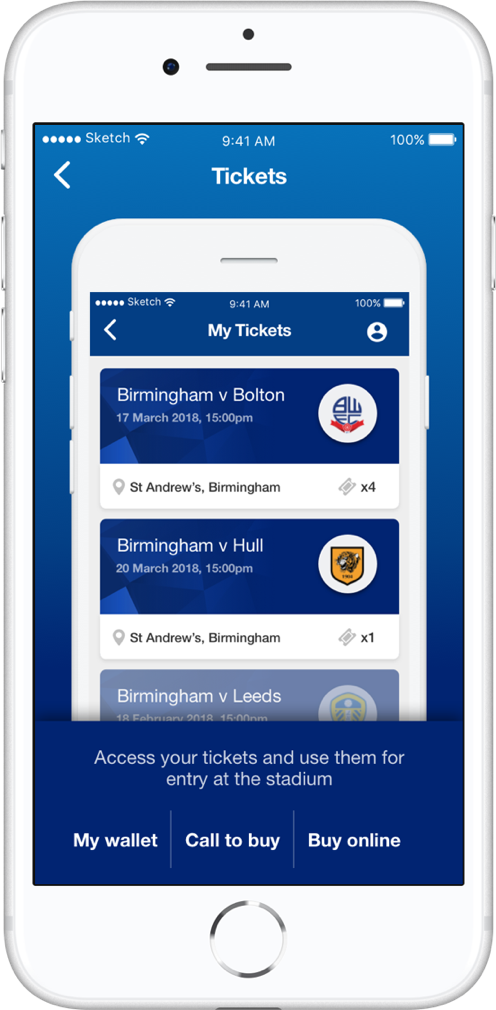 Sketch 9:41 AM 100%
Tickets
Sketch 9:41 AM 100%
My Tickets
Birmingham v Bolton
17 March 2018, 15:00pm
St Andrew’s, Birmingham x4
Birmingham v Hull
20 March 2018, 15:00pm
St Andrew’s, Birmingham x1
Birmingham v Leeds
18 February 2018, 15:00pm
Access your tickets and use them for
entry at the stadium
My wallet Call to buy Buy online